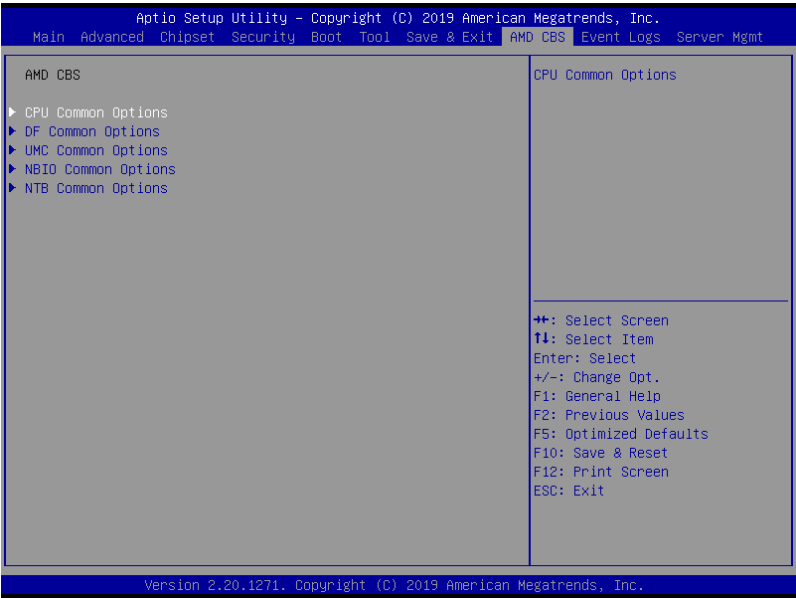 Aptio Setup Utility – Copyright (C) 2019 American Megatrends, Inc.
Main Advanced Chipset Security Boot Tool Save & Exit AMD CBS Event Logs Server Mgmt
AMD CBS
CPU Common Options
DF Common Options
UMC Common Options
NBIO Common Options
NTB Common Options
CPU Common Options
→←: Select Screen
↑↓: Select Item
Enter: Select
+/-: Change Opt.
F1: General Help
F2: Previous Values
F5: Optimized Defaults
F10: Save & Reset
F12: Print Screen
ESC: Exit
Version 2.20.1271. Copyright (C) 2019 American Megatrends, Inc.